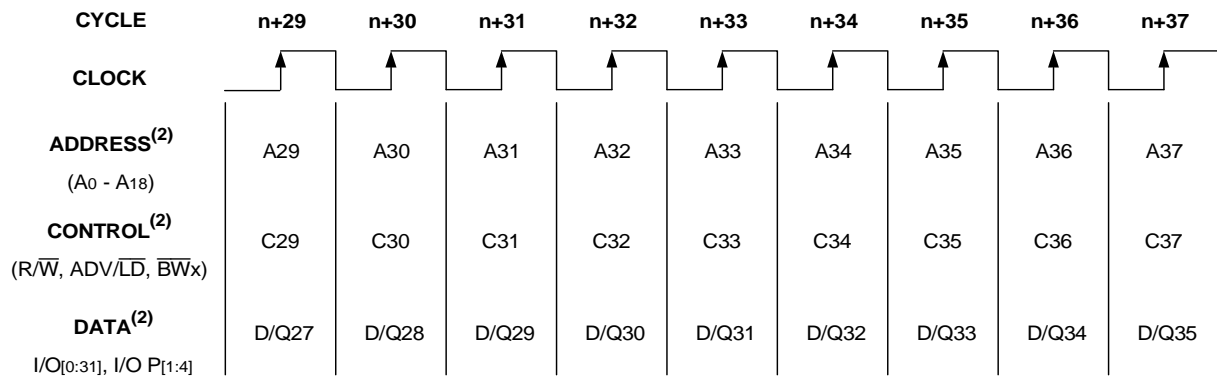 CYCLE n+29 n+30 n+31 n+32 n+33 n+34 n+35 n+36 n+37
CLOCK
ADDRESS(2) A29 A30 A31 A32 A33 A34 A35 A36 A37
(A0 - A18)
CONTROL(2) C29 C30 C31 C32 C33 C34 C35 C36 C37
(R/W̅, ADV/L̅D̅, B̅W̅x)
DATA(2) D/Q27 D/Q28 D/Q29 D/Q30 D/Q31 D/Q32 D/Q33 D/Q34 D/Q35
I/O[0:31], I/O P[1:4]